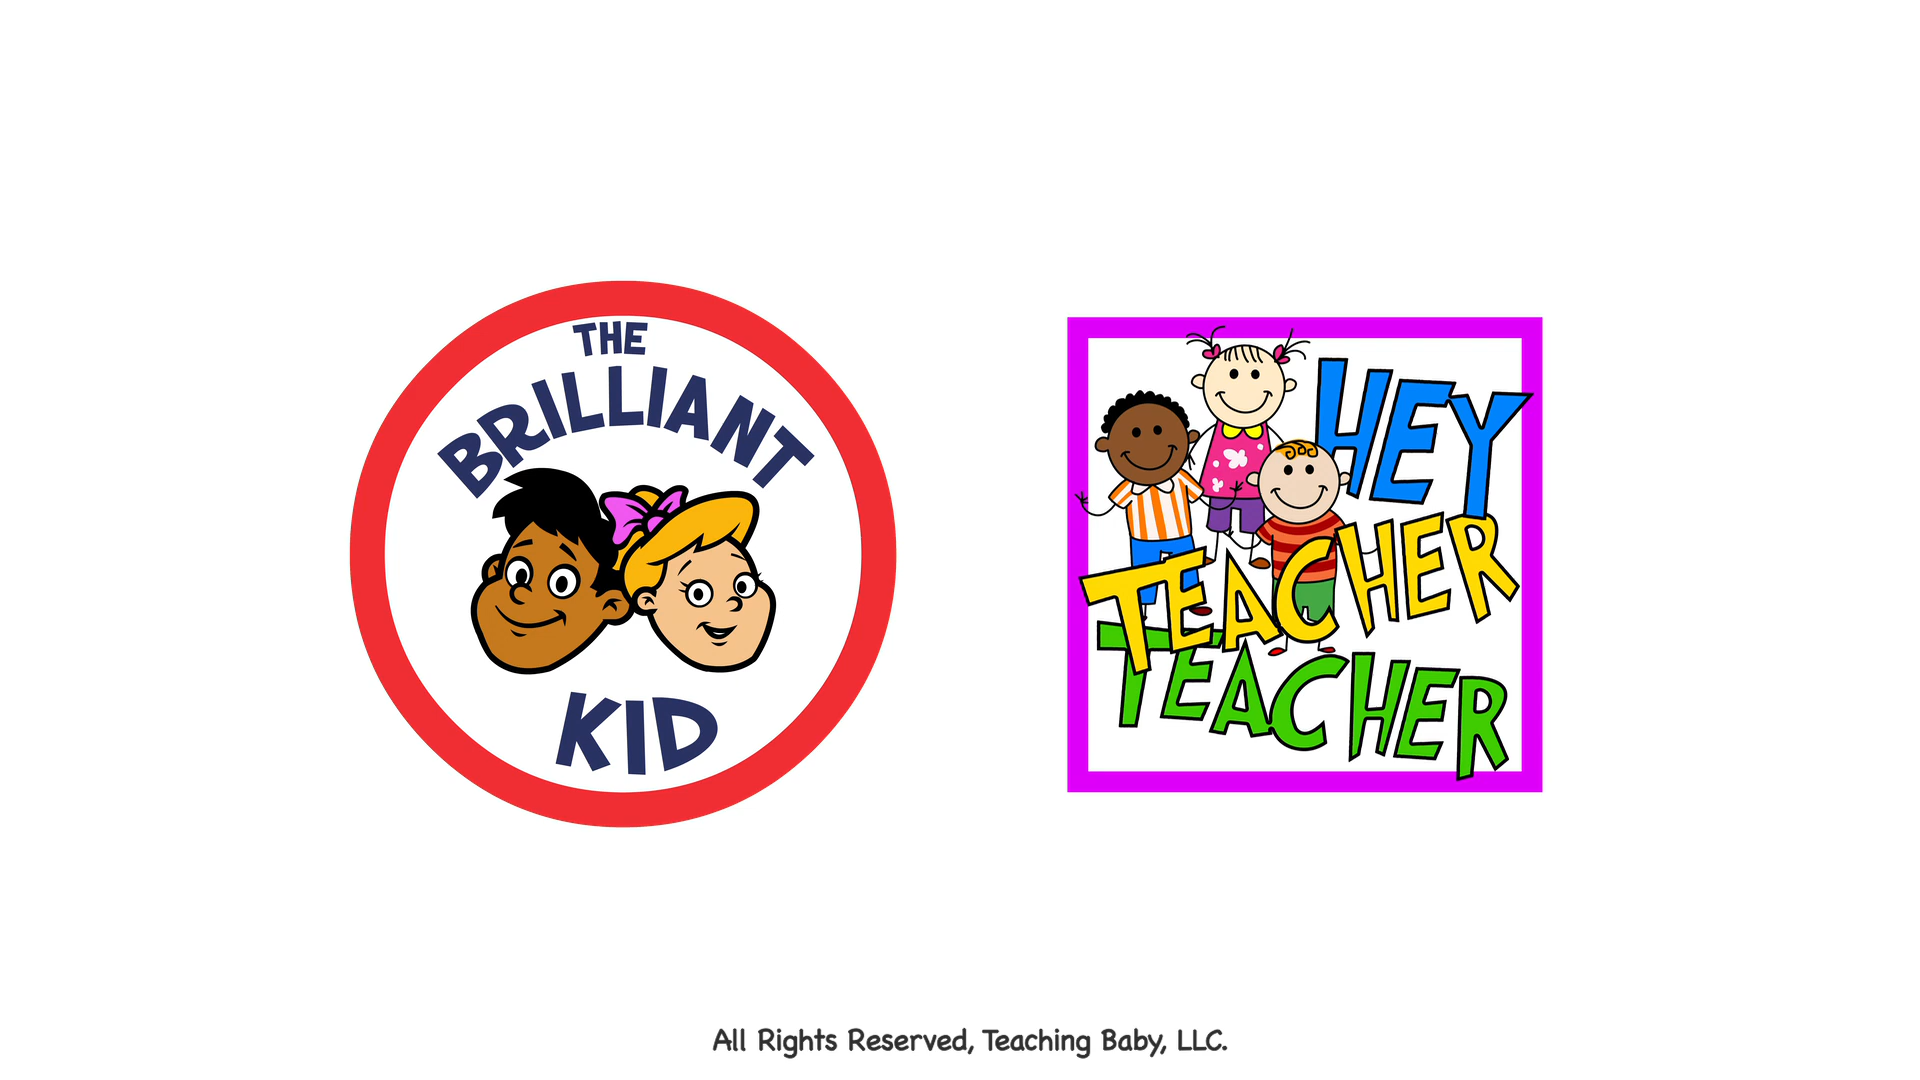 THE
BRILLIANT
KID
HEY
TEACHER
TEACHER
All Rights Reserved, Teaching Baby, LLC.